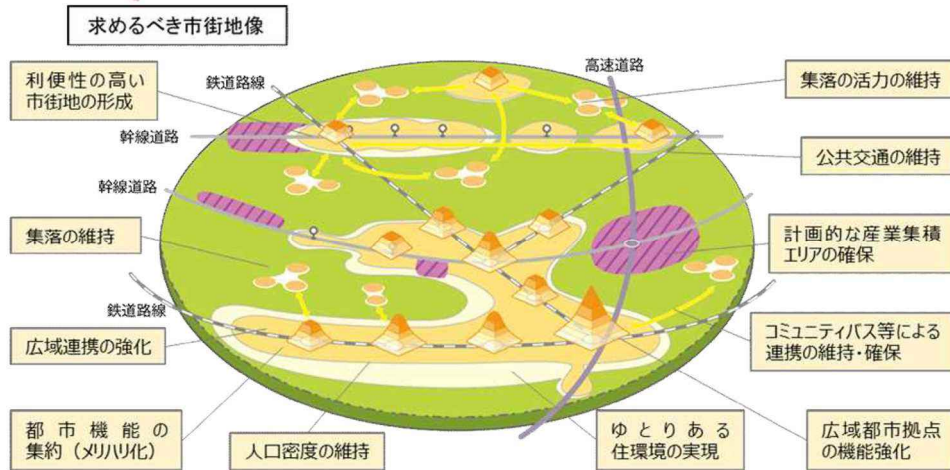 求めるべき市街地像
利便性の高い
市街地の形成
鉄道路線
高速道路
集落の活力の維持
幹線道路
公共交通の維持
幹線道路
集落の維持
計画的な産業集積
エリアの確保
鉄道路線
広域連携の強化
コミュニティバス等による
連携の維持・確保
都市機能の
集約（メリハリ化）
人口密度の維持
ゆとりある
住環境の実現
広域都市拠点
の機能強化